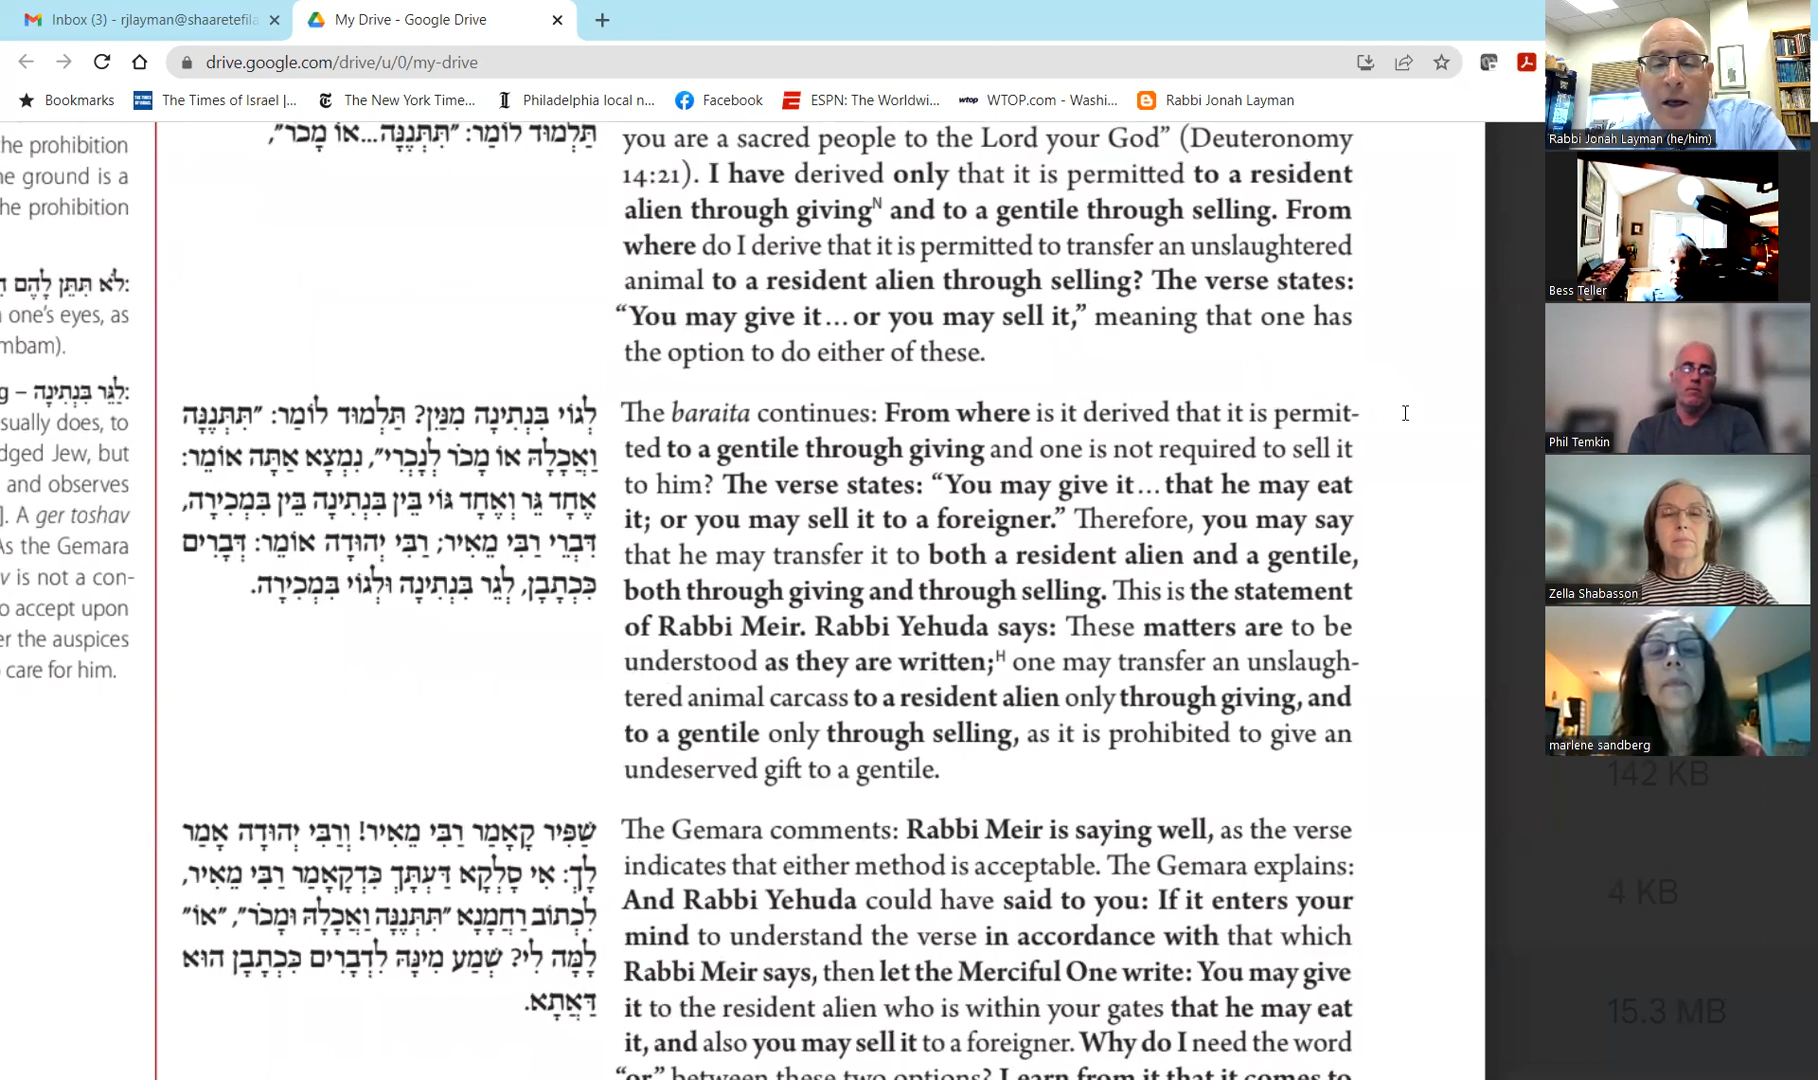 Inbox (3) - rjlayman@shaaretefila
My Drive - Google Drive
drive.google.com/drive/u/0/my-drive
Bookmarks
The Times of Israel |...
The New York Time...
Philadelphia local n...
Facebook
ESPN: The Worldwi...
WTOP.com - Washi...
Rabbi Jonah Layman
the prohibition
he ground is a
the prohibition
לֹא תִּתֵּן לָהֶם
n one's eyes, as
mbam).
g – לַגֵּר בִּנְתִינָה:
sually does, to
dged Jew, but
and observes
]. A ger toshav
As the Gemara
v is not a con-
o accept upon
er the auspices
o care for him.
תַּלְמוּד לוֹמַר: ״תִּתְּנֶנָּה...אוֹ מָכֹר״,
לְגוֹי בִּנְתִינָה מִנַּיִן? תַּלְמוּד לוֹמַר: ״תִּתְּנֶנָּה
וַאֲכָלָהּ אוֹ מָכֹר לְנׇכְרִי״, נִמְצָא אַתָּה אוֹמֵר:
אֶחָד גֵּר וְאֶחָד גּוֹי בֵּין בִּנְתִינָה בֵּין בִּמְכִירָה,
דִּבְרֵי רַבִּי מֵאִיר; רַבִּי יְהוּדָה אוֹמֵר: דְּבָרִים
כִּכְתָבָן, לְגֵר בִּנְתִינָה וּלְגוֹי בִּמְכִירָה.
שַׁפִּיר קָאָמַר רַבִּי מֵאִיר! וְרַבִּי יְהוּדָה אָמַר
לָךְ: אִי סָלְקָא דַּעְתָּךְ כִּדְקָאָמַר רַבִּי מֵאִיר,
לִכְתּוֹב רַחֲמָנָא ״תִּתְּנֶנָּה וַאֲכָלָהּ וּמָכֹר״, ״אוֹ״
לָמָּה לִי? שְׁמַע מִינָּהּ לִדְבָרִים כִּכְתָבָן הוּא
דַּאֲתָא.
you are a sacred people to the Lord your God” (Deuteronomy
14:21). I have derived only that it is permitted to a resident
alien through givingᴺ and to a gentile through selling. From
where do I derive that it is permitted to transfer an unslaughtered
animal to a resident alien through selling? The verse states:
“You may give it…or you may sell it,” meaning that one has
the option to do either of these.
The baraita continues: From where is it derived that it is permit-
ted to a gentile through giving and one is not required to sell it
to him? The verse states: “You may give it…that he may eat
it; or you may sell it to a foreigner.” Therefore, you may say
that he may transfer it to both a resident alien and a gentile,
both through giving and through selling. This is the statement
of Rabbi Meir. Rabbi Yehuda says: These matters are to be
understood as they are written;ᴴ one may transfer an unslaugh-
tered animal carcass to a resident alien only through giving, and
to a gentile only through selling, as it is prohibited to give an
undeserved gift to a gentile.
The Gemara comments: Rabbi Meir is saying well, as the verse
indicates that either method is acceptable. The Gemara explains:
And Rabbi Yehuda could have said to you: If it enters your
mind to understand the verse in accordance with that which
Rabbi Meir says, then let the Merciful One write: You may give
it to the resident alien who is within your gates that he may eat
it, and also you may sell it to a foreigner. Why do I need the word
“or” between these two options? Learn from it that it comes to
Rabbi Jonah Layman (he/him)
Bess Teller
Phil Temkin
Zella Shabasson
marlene sandberg
142 KB
4 KB
15.3 MB